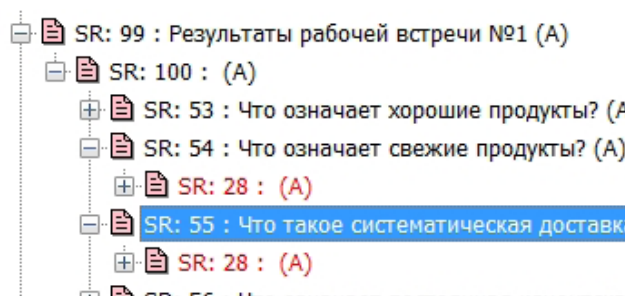 SR: 99 : Результаты рабочей встречи №1 (A)
SR: 100 : (A)
SR: 53 : Что означает хорошие продукты? (A
SR: 54 : Что означает свежие продукты? (A)
SR: 28 : (A)
SR: 55 : Что такое систематическая доставка
SR: 28 : (A)